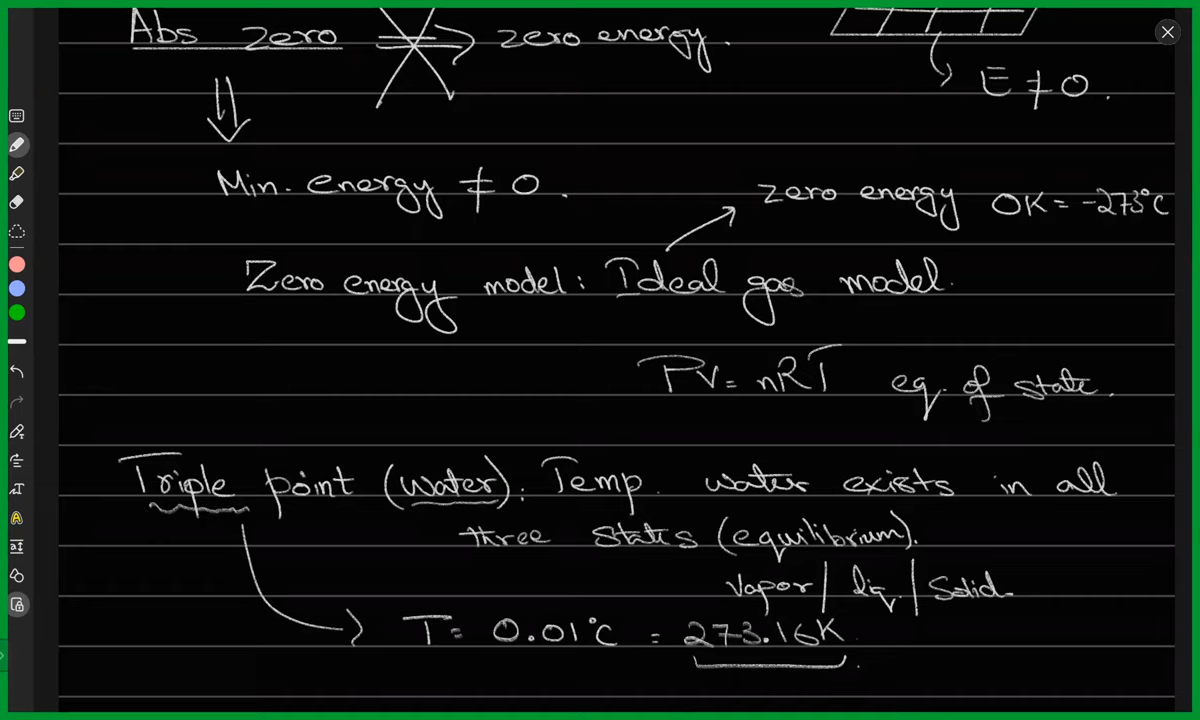 Abs zero ⇒ zero energy.
E ≠ 0.
Min. energy ≠ 0.
zero energy 0K = -273°C
Zero energy model: Ideal gas model.
PV = nRT eq. of state.
Triple point (water): Temp. water exists in all
three states (equilibrium).
vapor / liq. / solid
T = 0.01°C = 273.16K.